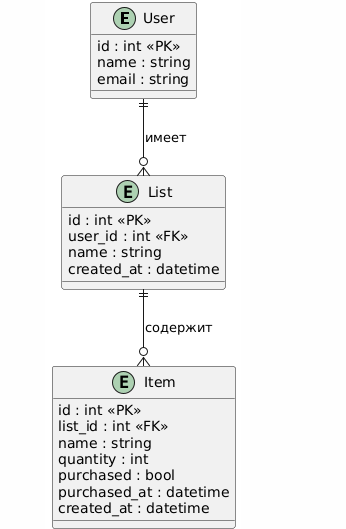 E User
id : int «PK»
name : string
email : string
имеет
E List
id : int «PK»
user_id : int «FK»
name : string
created_at : datetime
содержит
E Item
id : int «PK»
list_id : int «FK»
name : string
quantity : int
purchased : bool
purchased_at : datetime
created_at : datetime